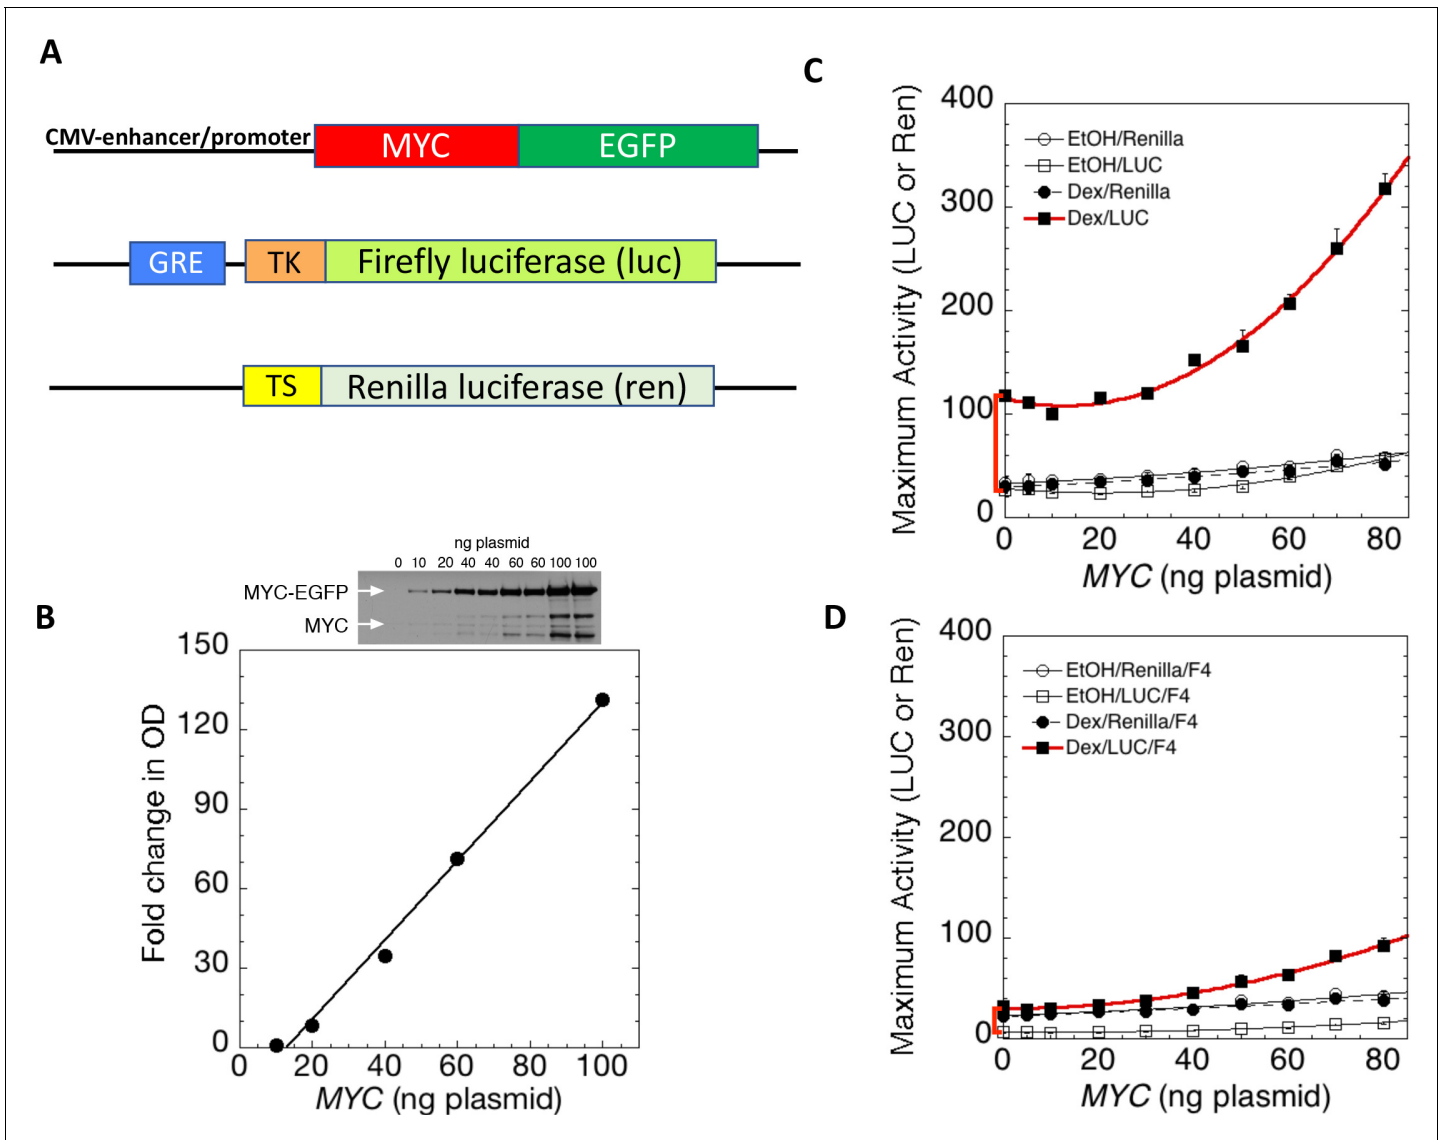 A
CMV-enhancer/promoter
MYC
EGFP
GRE
TK
Firefly luciferase (luc)
TS
Renilla luciferase (ren)
B
ng plasmid
0 10 20 40 40 60 60 100 100
MYC-EGFP
MYC
150
120
90
60
30
0
Fold change in OD
0 20 40 60 80 100
MYC (ng plasmid)
C
400
300
200
100
0
Maximum Activity (LUC or Ren)
EtOH/Renilla
EtOH/LUC
Dex/Renilla
Dex/LUC
0 20 40 60 80
MYC (ng plasmid)
D
400
300
200
100
0
Maximum Activity (LUC or Ren)
EtOH/Renilla/F4
EtOH/LUC/F4
Dex/Renilla/F4
Dex/LUC/F4
0 20 40 60 80
MYC (ng plasmid)